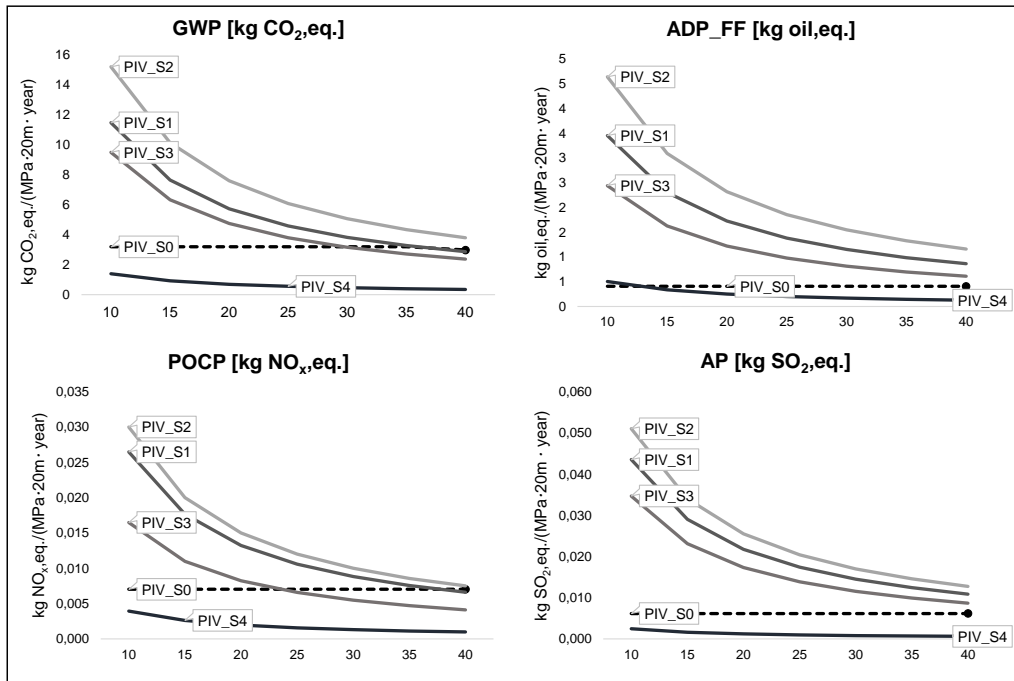 GWP [kg CO₂,eq.]
kg CO₂,eq./(MPa·20m· year)
16
14
12
10
8
6
4
2
0
PIV_S2
PIV_S1
PIV_S3
PIV_S0
PIV_S4
10 15 20 25 30 35 40
ADP_FF [kg oil,eq.]
kg oil,eq./(MPa·20m· year)
5
5
4
4
3
3
2
2
1
1
0
PIV_S2
PIV_S1
PIV_S3
PIV_S0
PIV_S4
10 15 20 25 30 35 40
POCP [kg NOₓ,eq.]
kg NOₓ,eq./(MPa·20m· year)
0,035
0,030
0,025
0,020
0,015
0,010
0,005
0,000
PIV_S2
PIV_S1
PIV_S3
PIV_S0
PIV_S4
10 15 20 25 30 35 40
AP [kg SO₂,eq.]
kg SO₂,eq./(MPa·20m· year)
0,060
0,050
0,040
0,030
0,020
0,010
0,000
PIV_S2
PIV_S1
PIV_S3
PIV_S0
PIV_S4
10 15 20 25 30 35 40